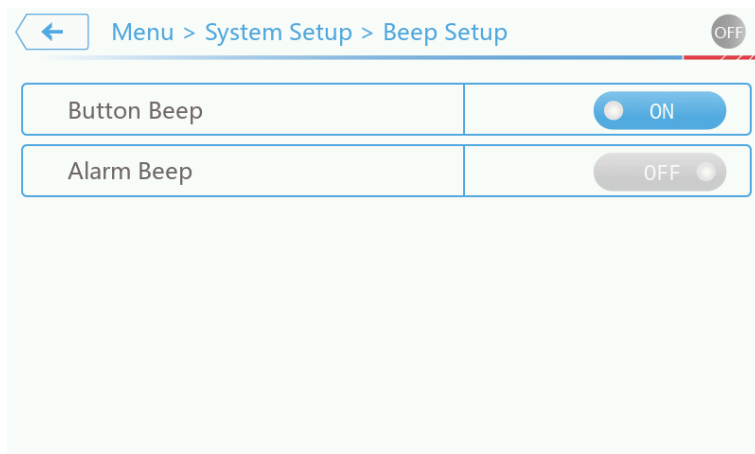 Menu > System Setup > Beep Setup OFF
Button Beep ON
Alarm Beep OFF